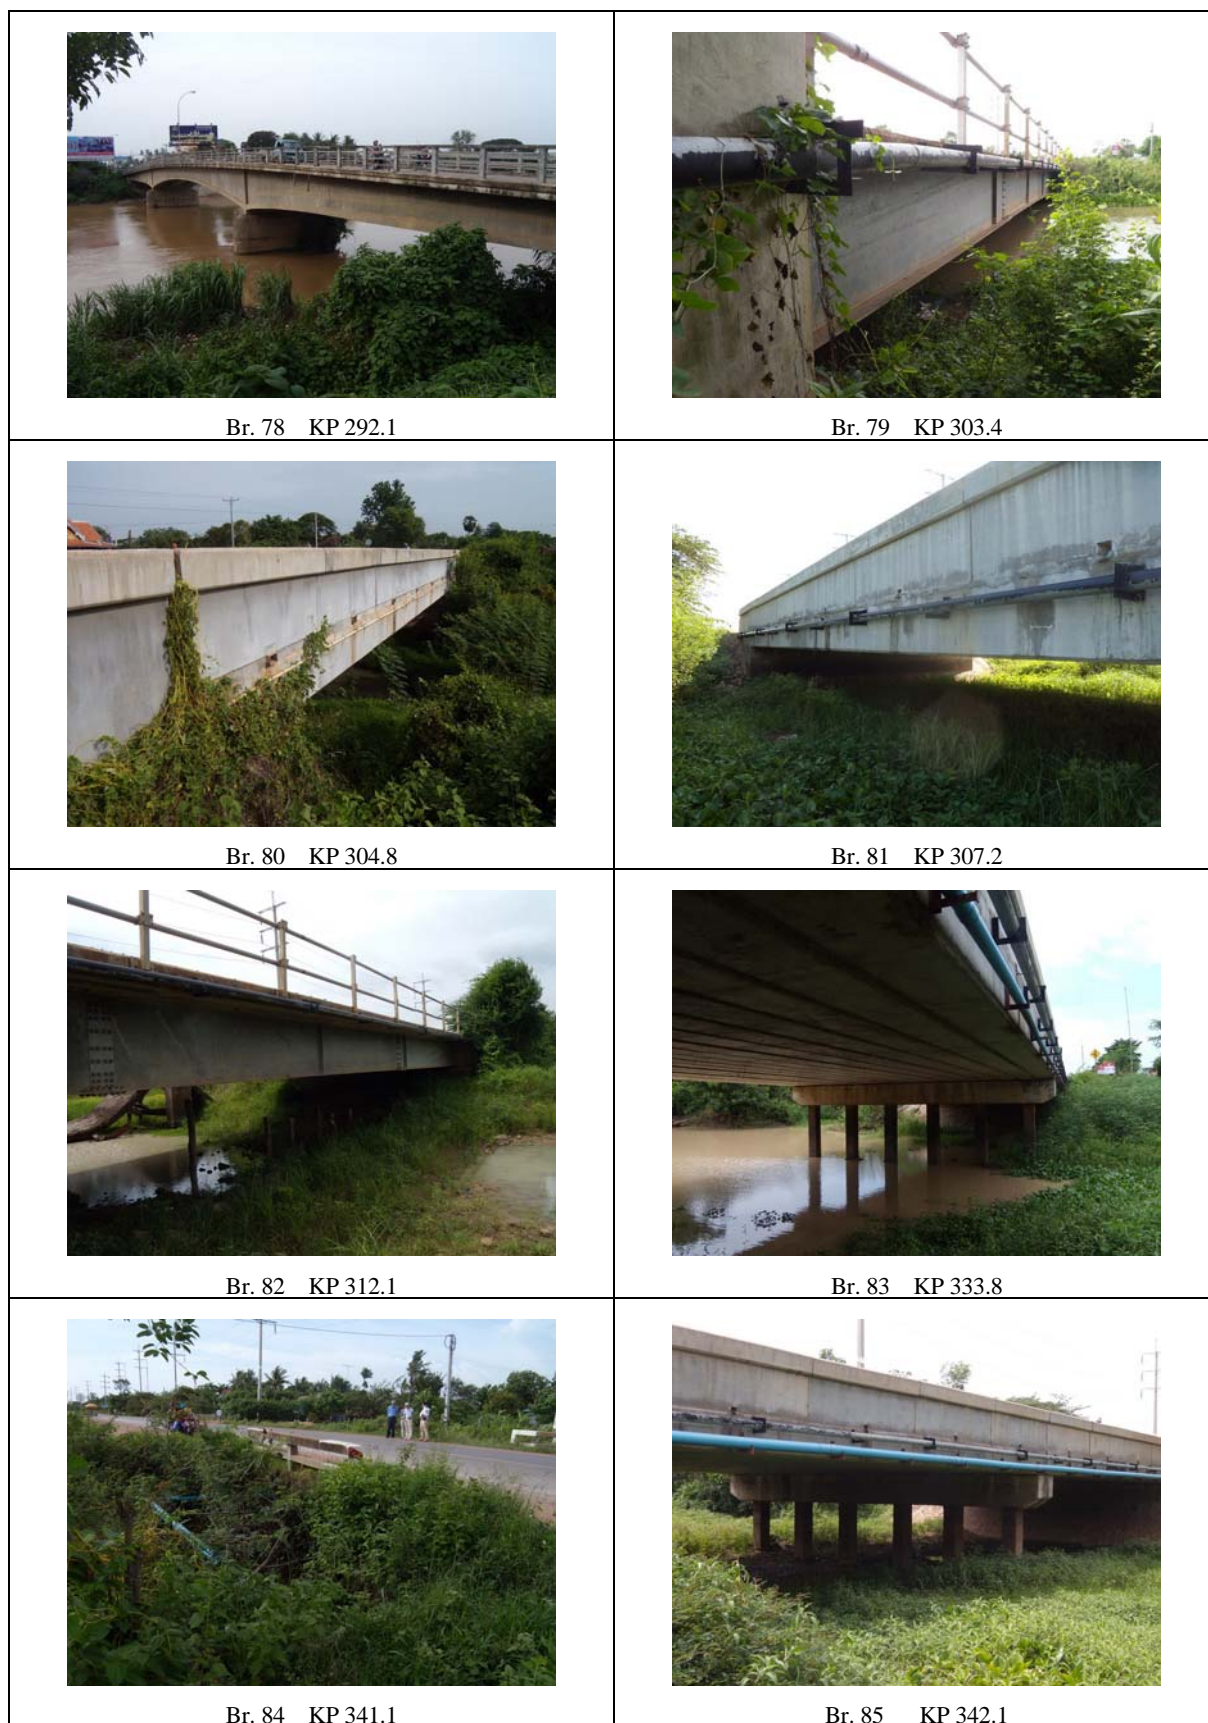 Br. 78 KP 292.1
Br. 79 KP 303.4
Br. 80 KP 304.8
Br. 81 KP 307.2
Br. 82 KP 312.1
Br. 83 KP 333.8
Br. 84 KP 341.1
Br. 85 KP 342.1